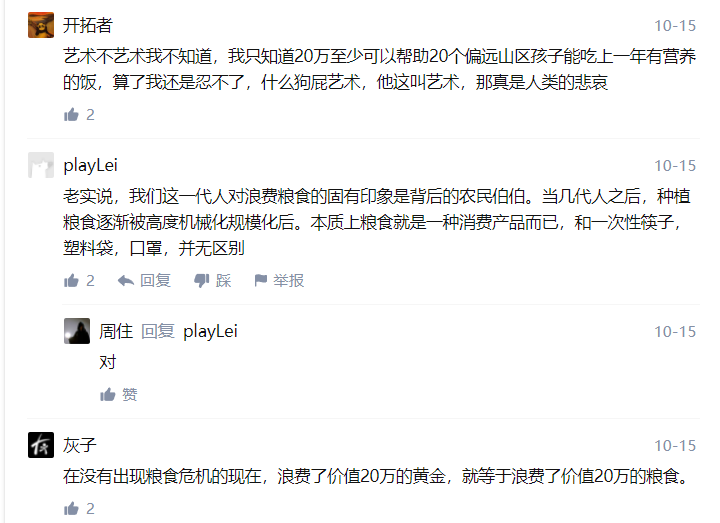 开拓者 10-15
艺术不艺术我不知道，我只知道20万至少可以帮助20个偏远山区孩子能吃上一年有营养
的饭，算了我还是忍不了，什么狗屁艺术，他这叫艺术，那真是人类的悲哀
2
playLei 10-15
老实说，我们这一代人对浪费粮食的固有印象是背后的农民伯伯。当几代人之后，种植
粮食逐渐被高度机械化规模化后。本质上粮食就是一种消费产品而已，和一次性筷子，
塑料袋，口罩，并无区别
2 回复 踩 举报
周住 回复 playLei 10-15
对
赞
灰子 10-15
在没有出现粮食危机的现在，浪费了价值20万的黄金，就等于浪费了价值20万的粮食。
2